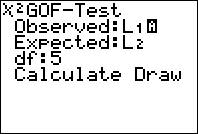 χ²GOF-Test
Observed:L₁
Expected:L₂
df:5
Calculate Draw